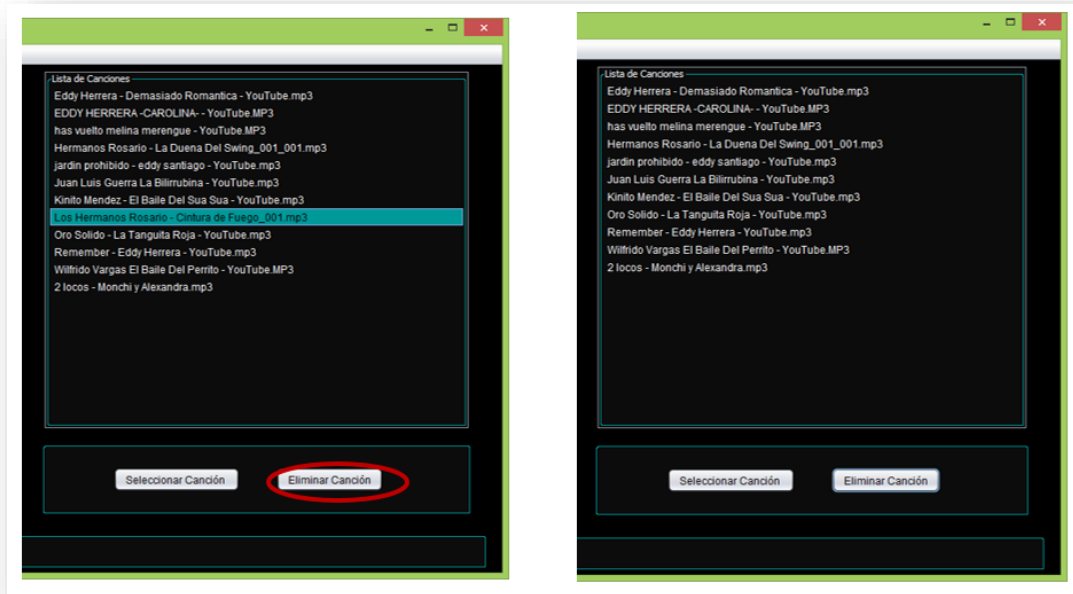 Lista de Canciones
Eddy Herrera - Demasiado Romantica - YouTube.mp3
EDDY HERRERA -CAROLINA- - YouTube.MP3
has vuelto melina merengue - YouTube.MP3
Hermanos Rosario - La Duena Del Swing_001_001.mp3
jardin prohibido - eddy santiago - YouTube.mp3
Juan Luis Guerra La Bilirrubina - YouTube.mp3
Kinito Mendez - El Baile Del Sua Sua - YouTube.mp3
Los Hermanos Rosario - Cintura de Fuego_001.mp3
Oro Solido - La Tanguita Roja - YouTube.mp3
Remember - Eddy Herrera - YouTube.mp3
Wilfrido Vargas El Baile Del Perrito - YouTube.MP3
2 locos - Monchi y Alexandra.mp3
Seleccionar Canción
Eliminar Canción
Lista de Canciones
Eddy Herrera - Demasiado Romantica - YouTube.mp3
EDDY HERRERA -CAROLINA- - YouTube.MP3
has vuelto melina merengue - YouTube.MP3
Hermanos Rosario - La Duena Del Swing_001_001.mp3
jardin prohibido - eddy santiago - YouTube.mp3
Juan Luis Guerra La Bilirrubina - YouTube.mp3
Kinito Mendez - El Baile Del Sua Sua - YouTube.mp3
Oro Solido - La Tanguita Roja - YouTube.mp3
Remember - Eddy Herrera - YouTube.mp3
Wilfrido Vargas El Baile Del Perrito - YouTube.MP3
2 locos - Monchi y Alexandra.mp3
Seleccionar Canción
Eliminar Canción